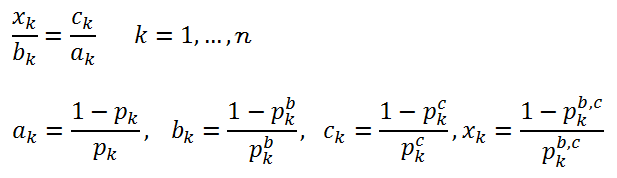 x_k/b_k = c_k/a_k   k = 1, … , n
a_k = (1 − p_k)/p_k, b_k = (1 − p_k^b)/p_k^b, c_k = (1 − p_k^c)/p_k^c, x_k = (1 − p_k^{b,c})/p_k^{b,c}